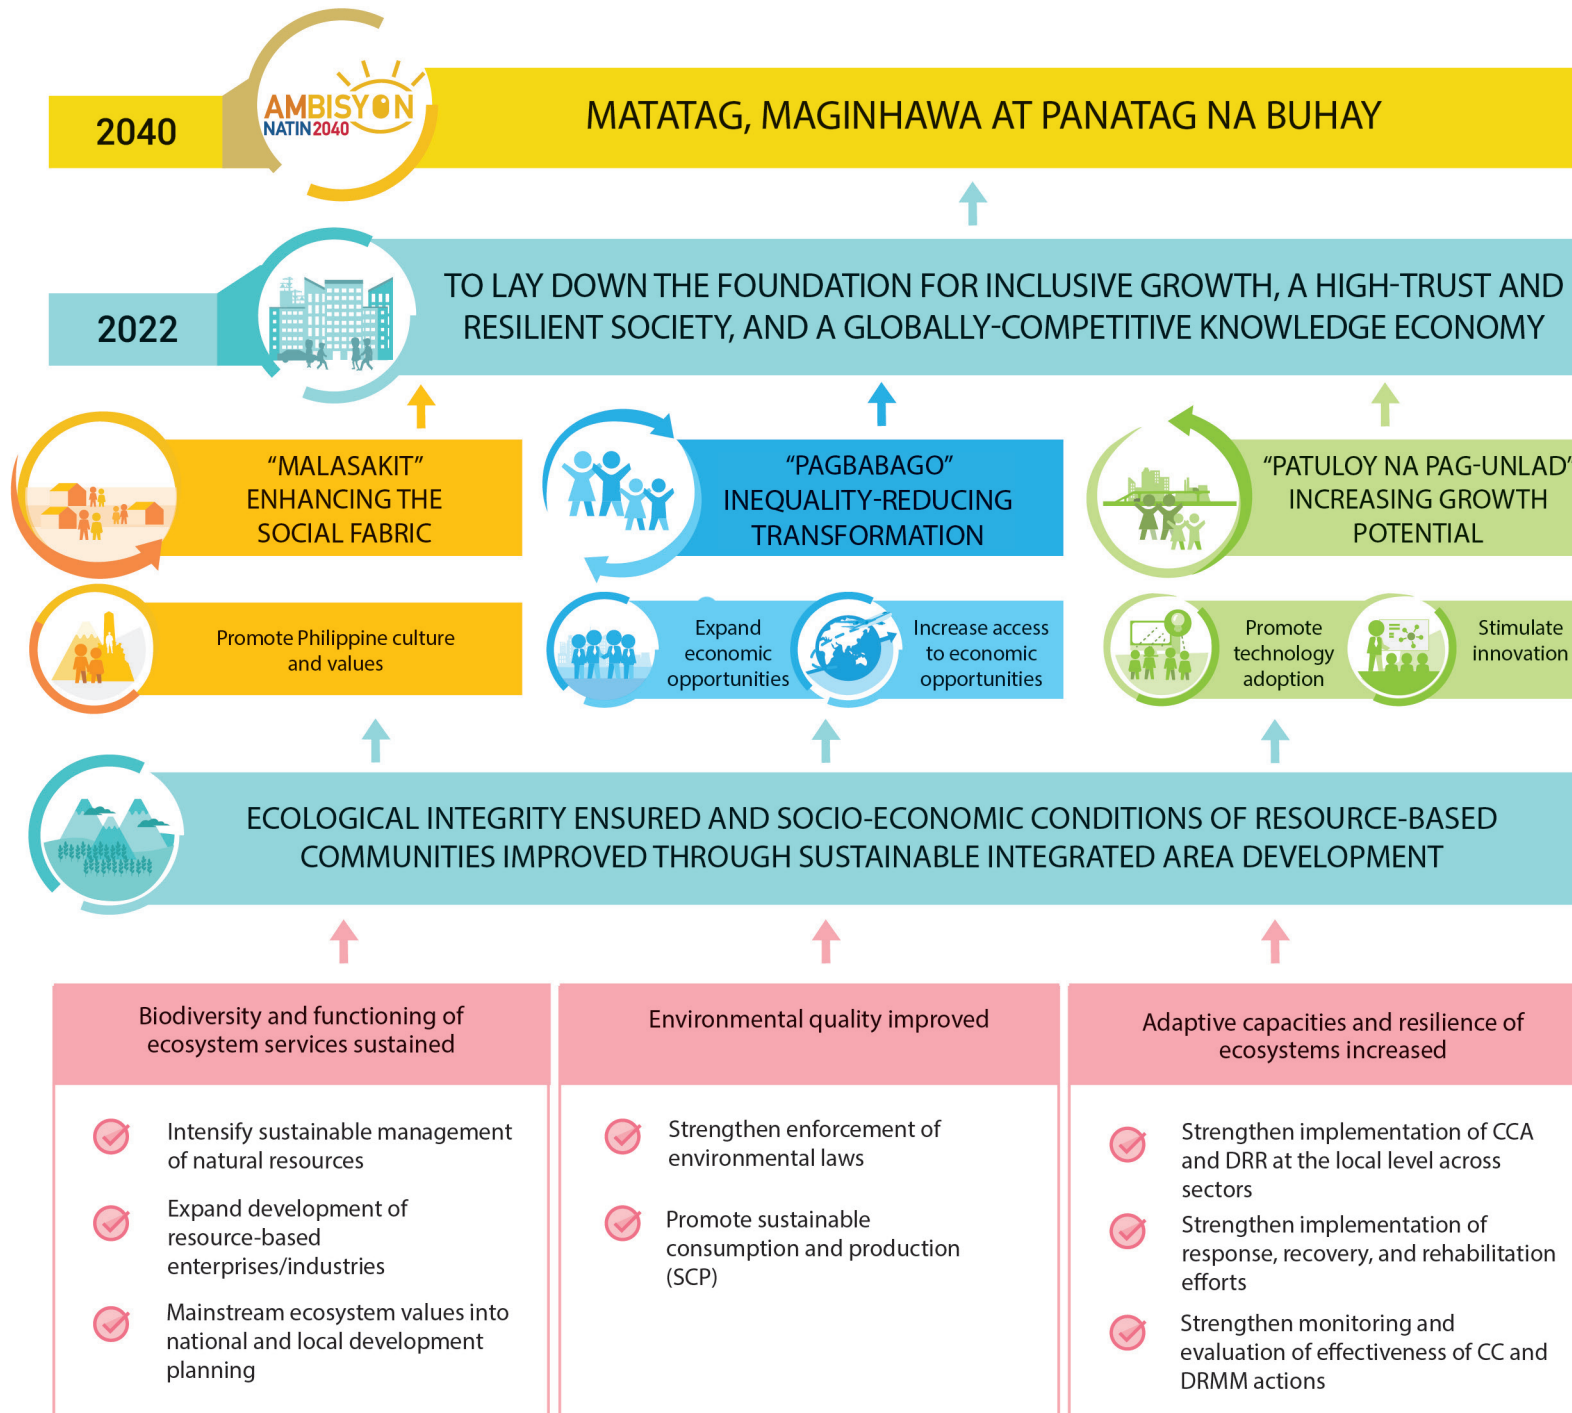 2040
AMBISYON
NATIN 2040
MATATAG, MAGINHAWA AT PANATAG NA BUHAY
2022
TO LAY DOWN THE FOUNDATION FOR INCLUSIVE GROWTH, A HIGH-TRUST AND
RESILIENT SOCIETY, AND A GLOBALLY-COMPETITIVE KNOWLEDGE ECONOMY
“MALASAKIT”
ENHANCING THE
SOCIAL FABRIC
“PAGBABAGO”
INEQUALITY-REDUCING
TRANSFORMATION
“PATULOY NA PAG-UNLAD”
INCREASING GROWTH
POTENTIAL
Promote Philippine culture
and values
Expand
economic
opportunities
Increase access
to economic
opportunities
Promote
technology
adoption
Stimulate
innovation
ECOLOGICAL INTEGRITY ENSURED AND SOCIO-ECONOMIC CONDITIONS OF RESOURCE-BASED
COMMUNITIES IMPROVED THROUGH SUSTAINABLE INTEGRATED AREA DEVELOPMENT
Biodiversity and functioning of
ecosystem services sustained
Intensify sustainable management
of natural resources
Expand development of
resource-based
enterprises/industries
Mainstream ecosystem values into
national and local development
planning
Environmental quality improved
Strengthen enforcement of
environmental laws
Promote sustainable
consumption and production
(SCP)
Adaptive capacities and resilience of
ecosystems increased
Strengthen implementation of CCA
and DRR at the local level across
sectors
Strengthen implementation of
response, recovery, and rehabilitation
efforts
Strengthen monitoring and
evaluation of effectiveness of CC and
DRMM actions